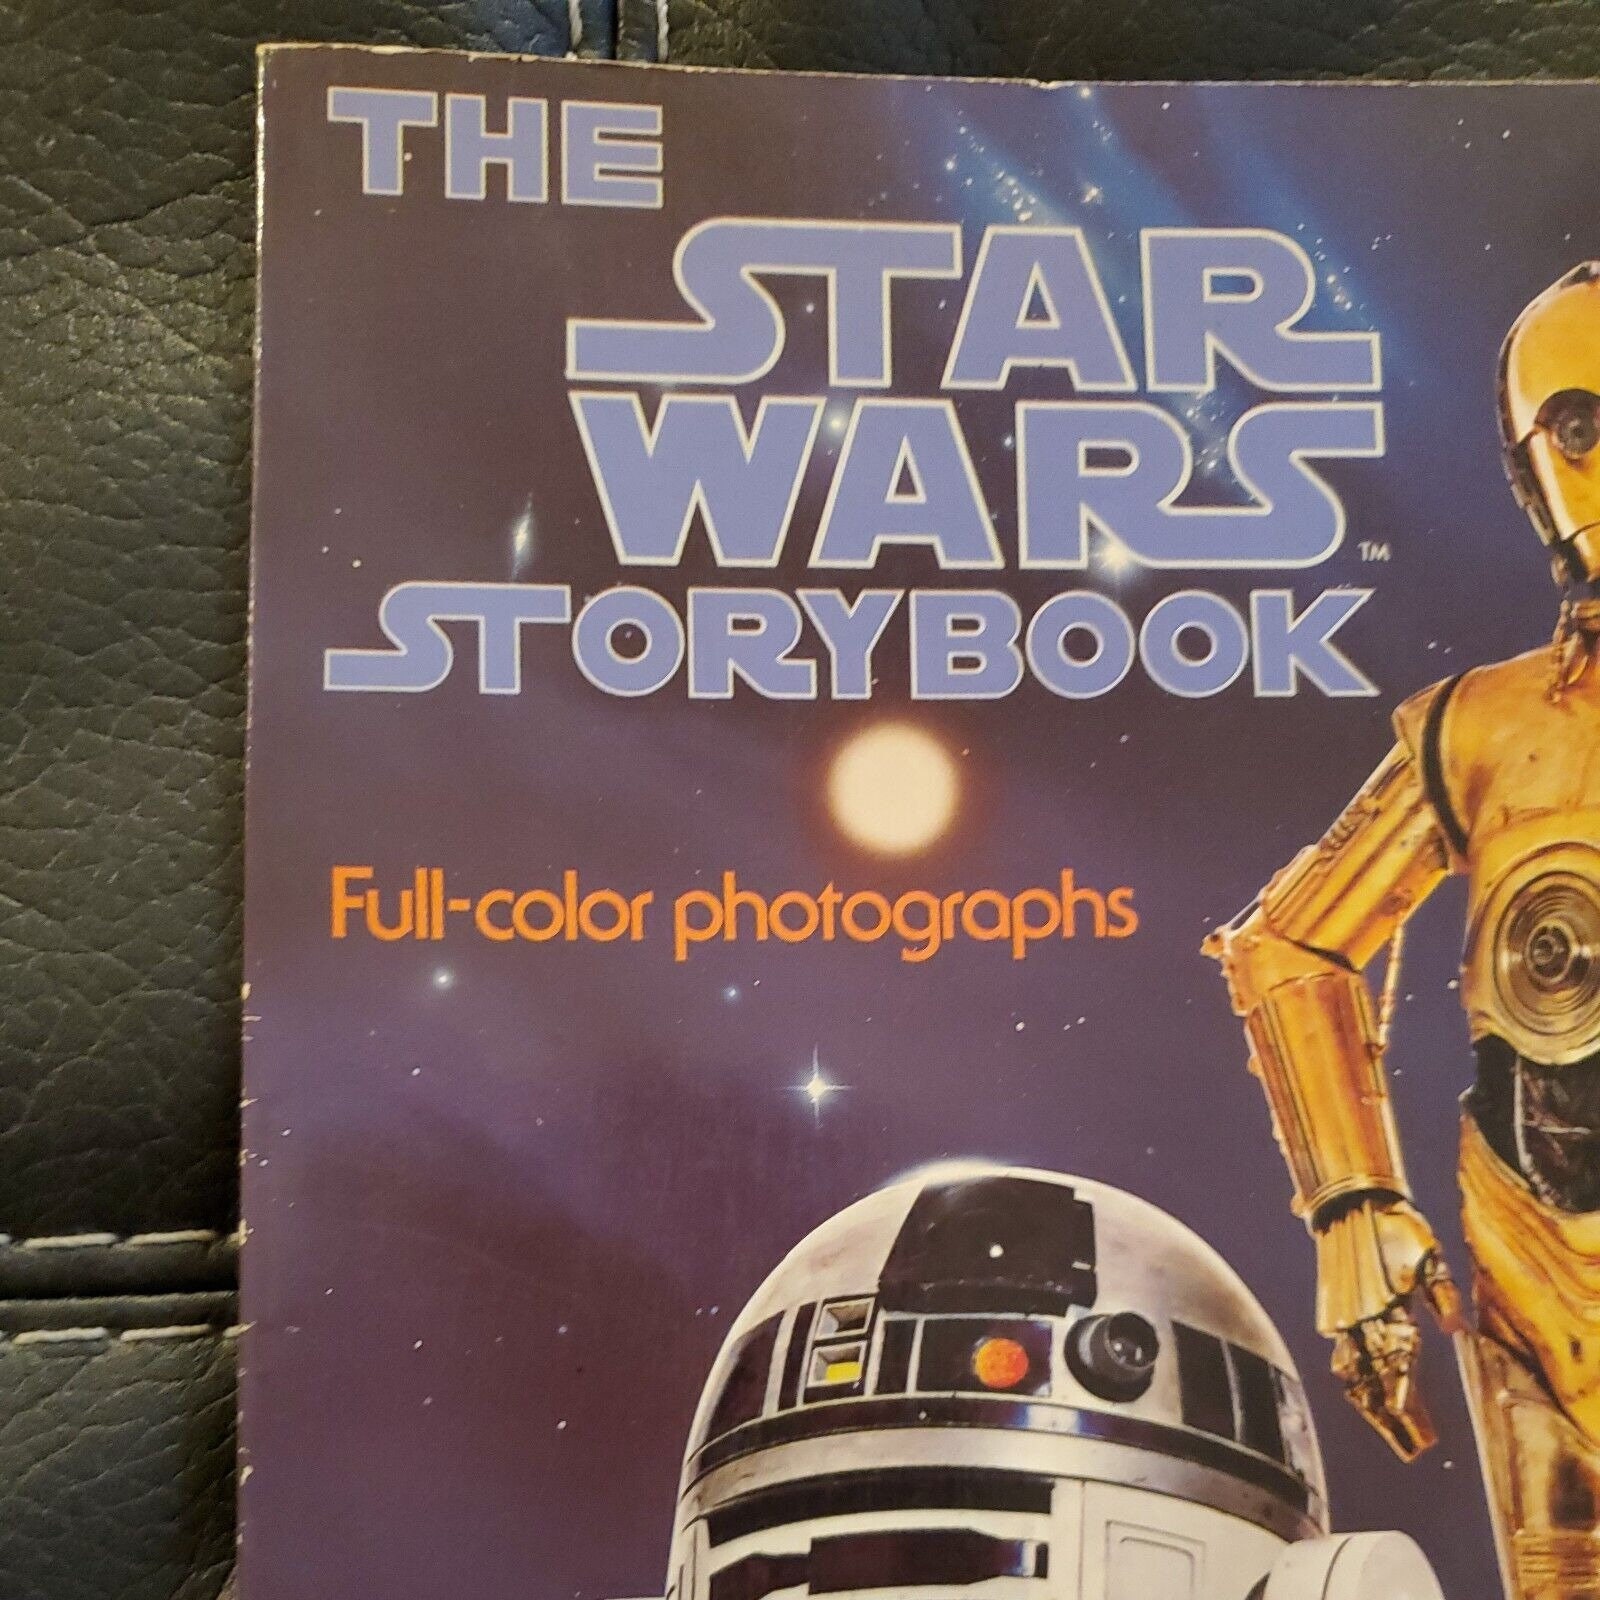 THE
STAR
WARS™
STORYBOOK
Full-color photographs